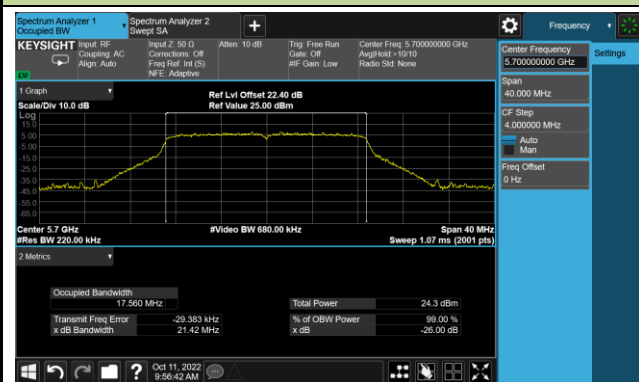 Spectrum Analyzer 1
Occupied BW
Spectrum Analyzer 2
Swept SA
Frequency
KEYSIGHT
Input: RF
Coupling: AC
Align: Auto
Input Z: 50 Ω
Corrections: Off
Freq Ref: Int (S)
NFE: Adaptive
Atten: 10 dB
Trig: Free Run
Gate: Off
#IF Gain: Low
Center Freq: 5.700000000 GHz
Avg|Hold:>10/10
Radio Std: None
Center Frequency
5.700000000 GHz
Settings
Span
40.000 MHz
CF Step
4.000000 MHz
Auto
Man
Freq Offset
0 Hz
1 Graph
Scale/Div 10.0 dB
Ref Lvl Offset 22.40 dB
Ref Value 25.00 dBm
Log
15.0
5.00
-5.00
-15.0
-25.0
-35.0
-45.0
-55.0
-65.0
Center 5.7 GHz
#Res BW 220.00 kHz
#Video BW 680.00 kHz
Span 40 MHz
Sweep 1.07 ms (2001 pts)
2 Metrics
Occupied Bandwidth
17.560 MHz
Total Power 24.3 dBm
Transmit Freq Error -29.383 kHz
% of OBW Power 99.00 %
x dB Bandwidth 21.42 MHz
x dB -26.00 dB
?
Oct 11, 2022
9:56:42 AM